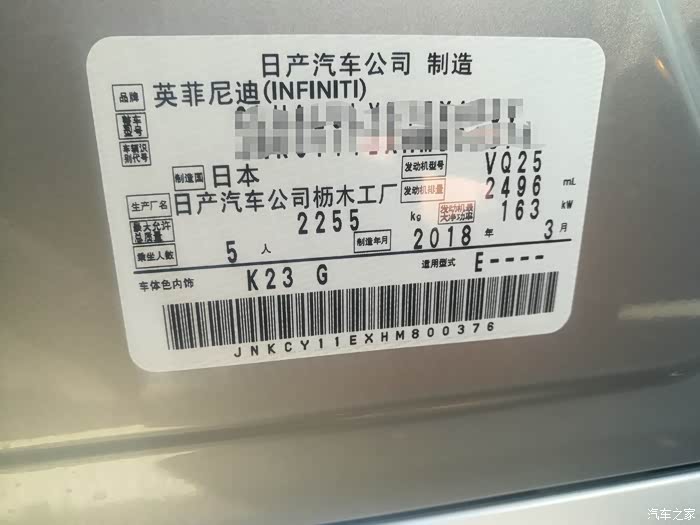 日产汽车公司 制造
品牌 英菲尼迪(INFINITI)
整车型号
车辆识别代号
制造国 日本 发动机型号 VQ25
生产厂名 日产汽车公司枥木工厂 发动机排量 2496 mL
最大允许总质量 2255 kg 发动机最大净功率 163 kW
乘坐人数 5 人 制造年月 2018 年 3 月
车体色内饰 K23 G 适用型式 E----
JNKCY11EXHM800376
汽车之家